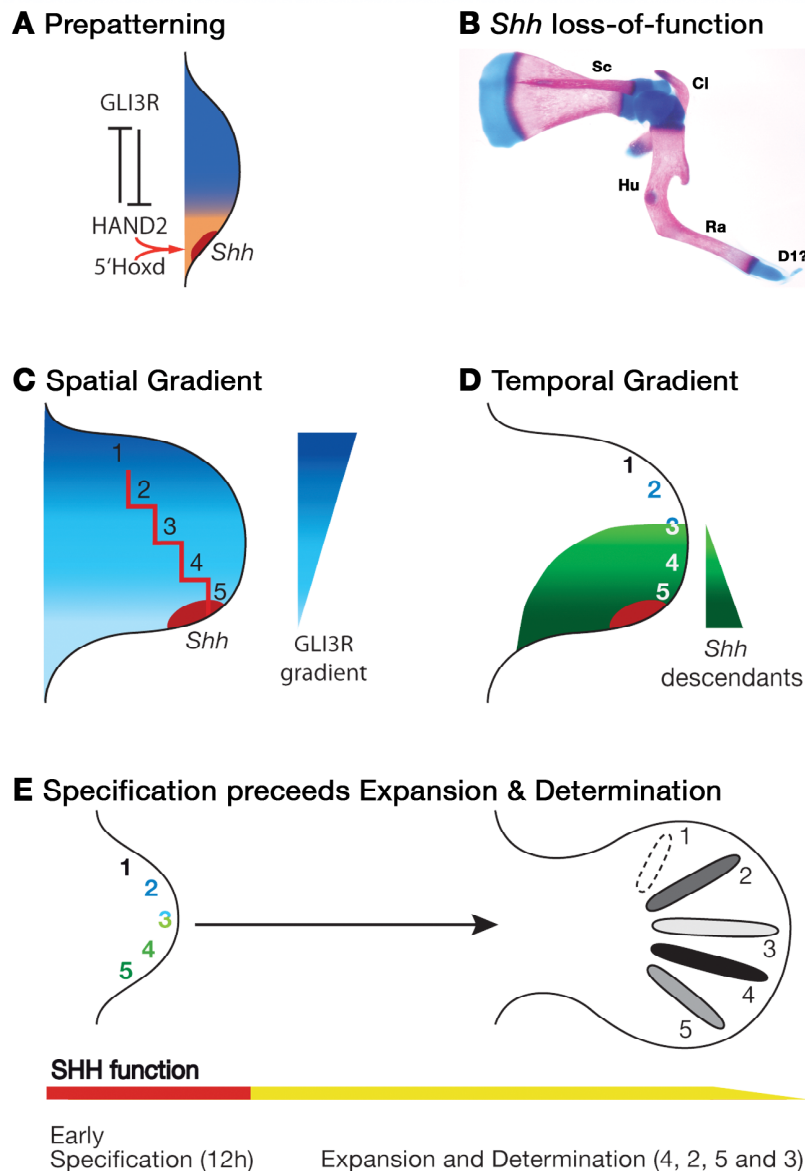 A Prepatterning
GLI3R
HAND2
5'Hoxd
Shh
B Shh loss-of-function
Sc
Cl
Hu
Ra
D1?
C Spatial Gradient
1
2
3
4
5
Shh
GLI3R
gradient
D Temporal Gradient
1
2
3
4
5
Shh
descendants
E Specification preceeds Expansion & Determination
1
2
3
4
5
1
2
3
4
5
SHH function
Early
Specification (12h)
Expansion and Determination (4, 2, 5 and 3)